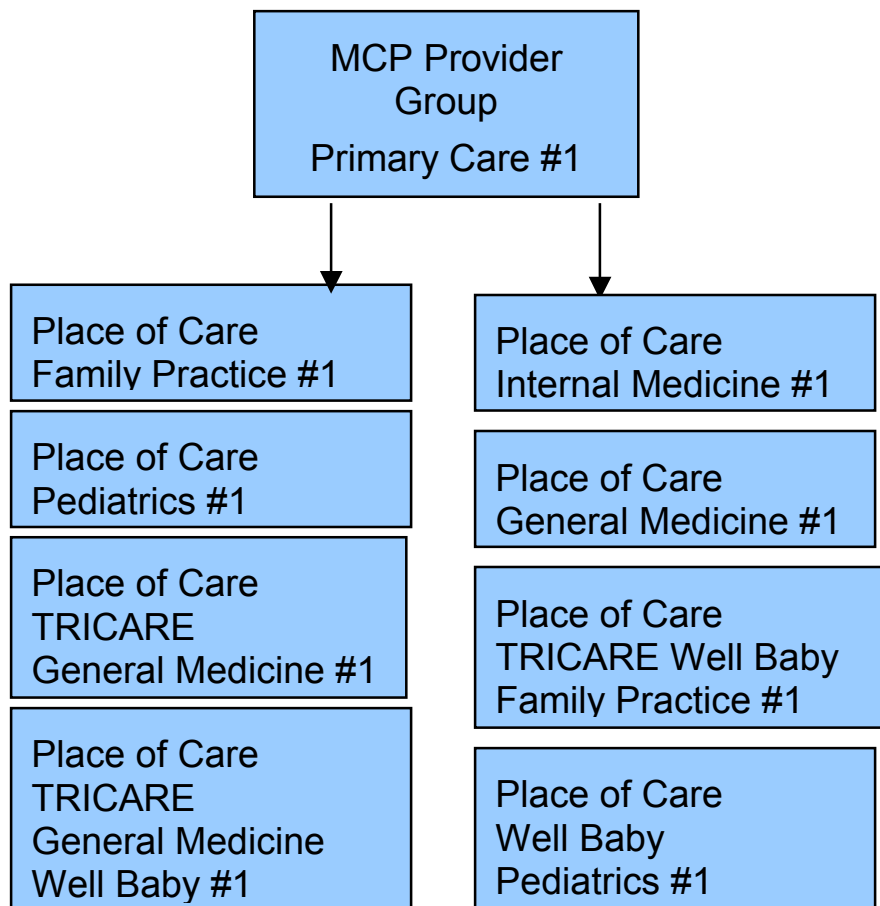 MCP Provider
Group
Primary Care #1
Place of Care
Family Practice #1
Place of Care
Pediatrics #1
Place of Care
TRICARE
General Medicine #1
Place of Care
TRICARE
General Medicine
Well Baby #1
Place of Care
Internal Medicine #1
Place of Care
General Medicine #1
Place of Care
TRICARE Well Baby
Family Practice #1
Place of Care
Well Baby
Pediatrics #1